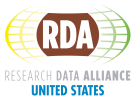 RDA
RESEARCH DATA ALLIANCE
UNITED STATES